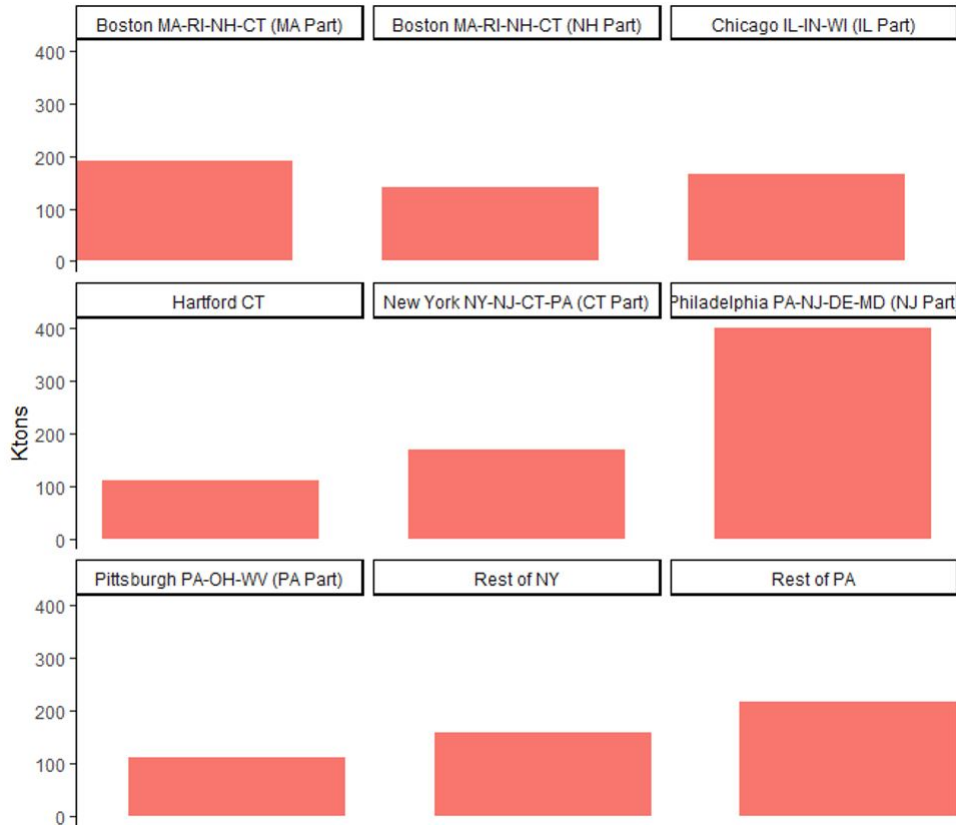 Boston MA-RI-NH-CT (MA Part)
Boston MA-RI-NH-CT (NH Part)
Chicago IL-IN-WI (IL Part)
400
300
200
100
0
Hartford CT
New York NY-NJ-CT-PA (CT Part)
Philadelphia PA-NJ-DE-MD (NJ Part)
400
300
200
100
0
Ktons
Pittsburgh PA-OH-WV (PA Part)
Rest of NY
Rest of PA
400
300
200
100
0